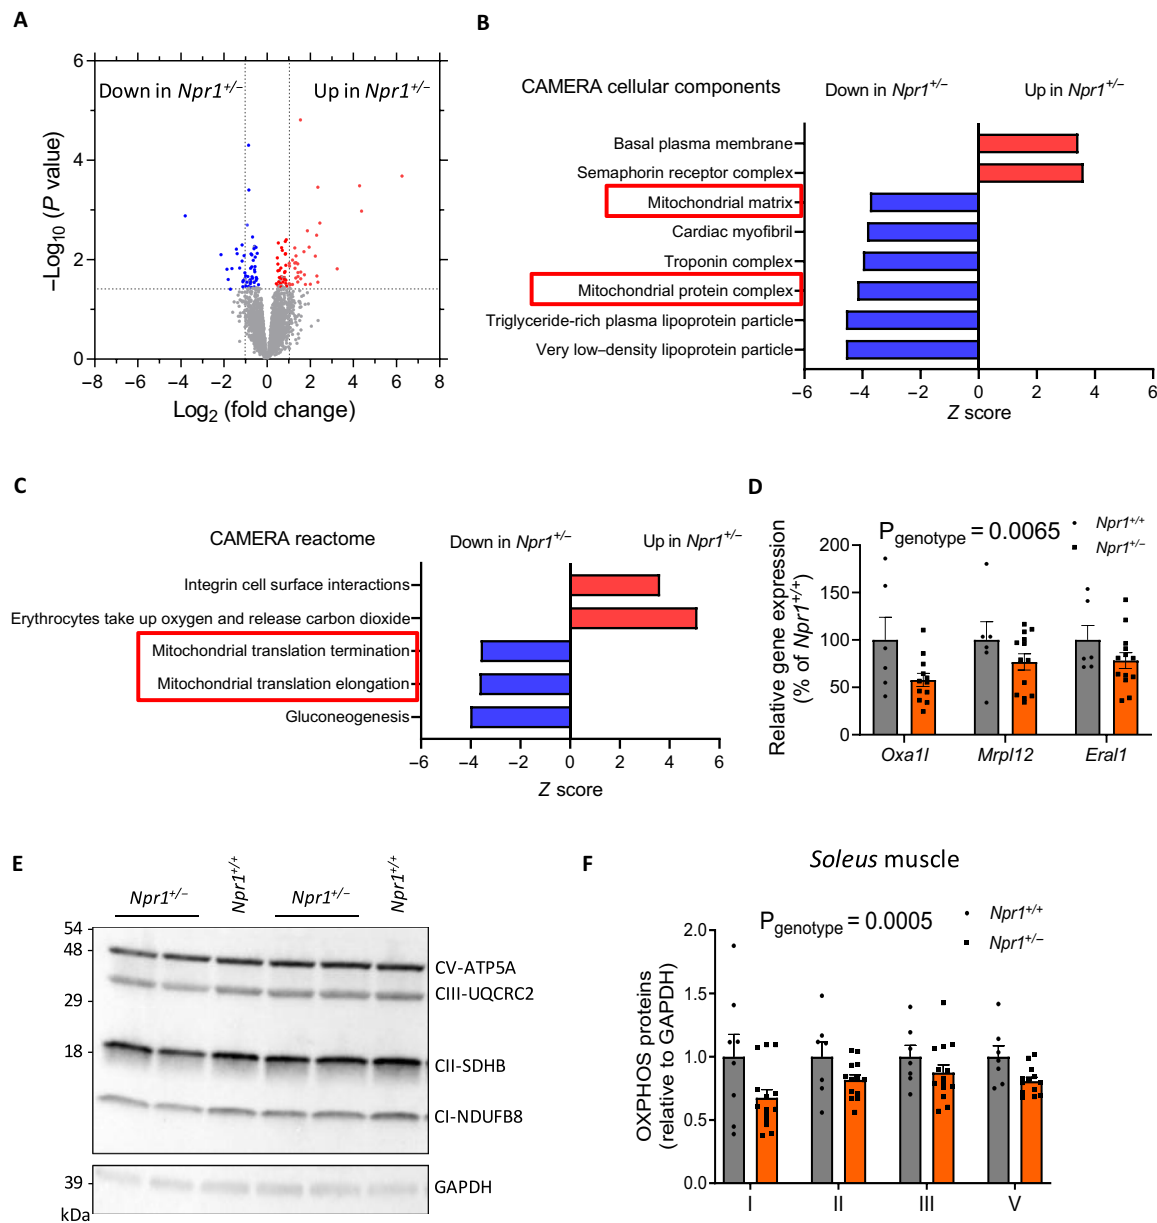 A
6
Down in Npr1+/−
Up in Npr1+/−
4
2
0
−Log10 (P value)
−8 −6 −4 −2 0 2 4 6 8
Log2 (fold change)
B
CAMERA cellular components
Down in Npr1+/−
Up in Npr1+/−
Basal plasma membrane
Semaphorin receptor complex
Mitochondrial matrix
Cardiac myofibril
Troponin complex
Mitochondrial protein complex
Triglyceride-rich plasma lipoprotein particle
Very low–density lipoprotein particle
−6 −4 −2 0 2 4 6
Z score
C
CAMERA reactome
Down in Npr1+/−
Up in Npr1+/−
Integrin cell surface interactions
Erythrocytes take up oxygen and release carbon dioxide
Mitochondrial translation termination
Mitochondrial translation elongation
Gluconeogenesis
−6 −4 −2 0 2 4 6
Z score
D
Pgenotype = 0.0065
Npr1+/+
Npr1+/−
Relative gene expression
(% of Npr1+/+)
200
150
100
50
0
Oxa1l Mrpl12 Eral1
E
Npr1+/− Npr1+/+ Npr1+/− Npr1+/+
54
48
29
18
CV-ATP5A
CIII-UQCRC2
CII-SDHB
CI-NDUFB8
39
GAPDH
kDa
F
Soleus muscle
Pgenotype = 0.0005
Npr1+/+
Npr1+/−
OXPHOS proteins
(relative to GAPDH)
2.0
1.5
1.0
0.5
0.0
I II III V